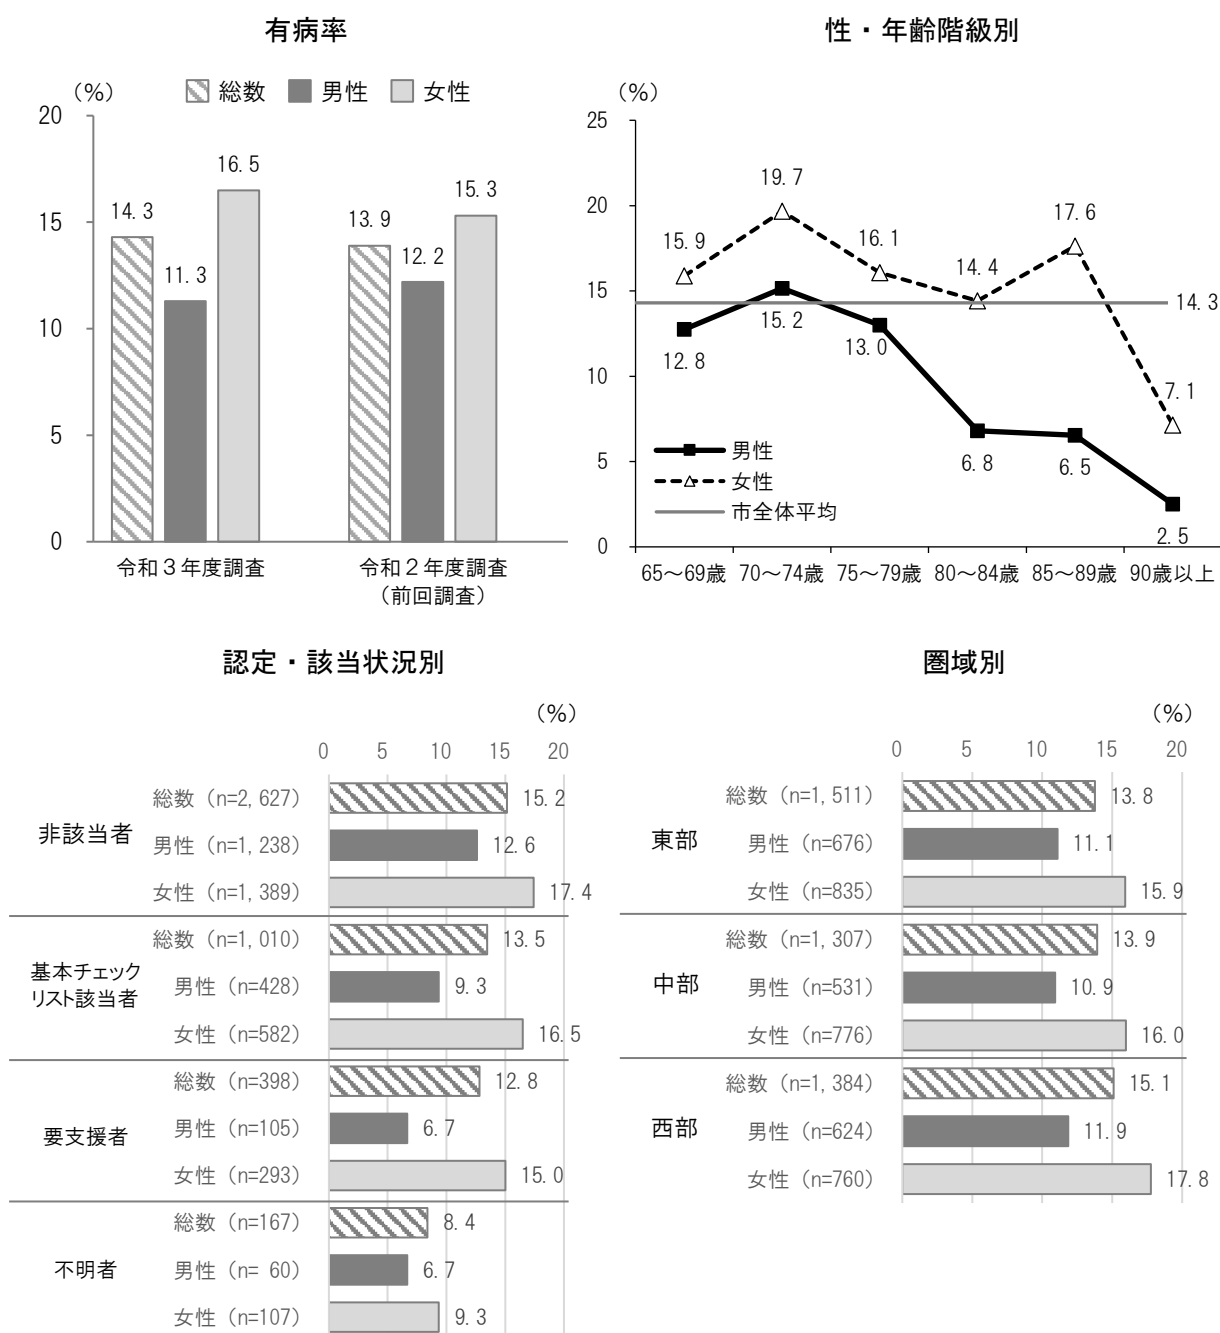 有病率
（%）
総数 男性 女性
20
15
10
5
0
14.3
11.3
16.5
13.9
12.2
15.3
令和３年度調査
令和２年度調査
（前回調査）
性・年齢階級別
（%）
25
20
15
10
5
0
15.9
19.7
16.1
14.4
17.6
7.1
14.3
12.8
15.2
13.0
6.8
6.5
2.5
男性
女性
市全体平均
65～69歳 70～74歳 75～79歳 80～84歳 85～89歳 90歳以上
認定・該当状況別
（%）
0 5 10 15 20
非該当者
総数（n=2,627） 15.2
男性（n=1,238） 12.6
女性（n=1,389） 17.4
基本チェック
リスト該当者
総数（n=1,010） 13.5
男性（n=428） 9.3
女性（n=582） 16.5
要支援者
総数（n=398） 12.8
男性（n=105） 6.7
女性（n=293） 15.0
不明者
総数（n=167） 8.4
男性（n= 60） 6.7
女性（n=107） 9.3
圏域別
（%）
0 5 10 15 20
東部
総数（n=1,511） 13.8
男性（n=676） 11.1
女性（n=835） 15.9
中部
総数（n=1,307） 13.9
男性（n=531） 10.9
女性（n=776） 16.0
西部
総数（n=1,384） 15.1
男性（n=624） 11.9
女性（n=760） 17.8